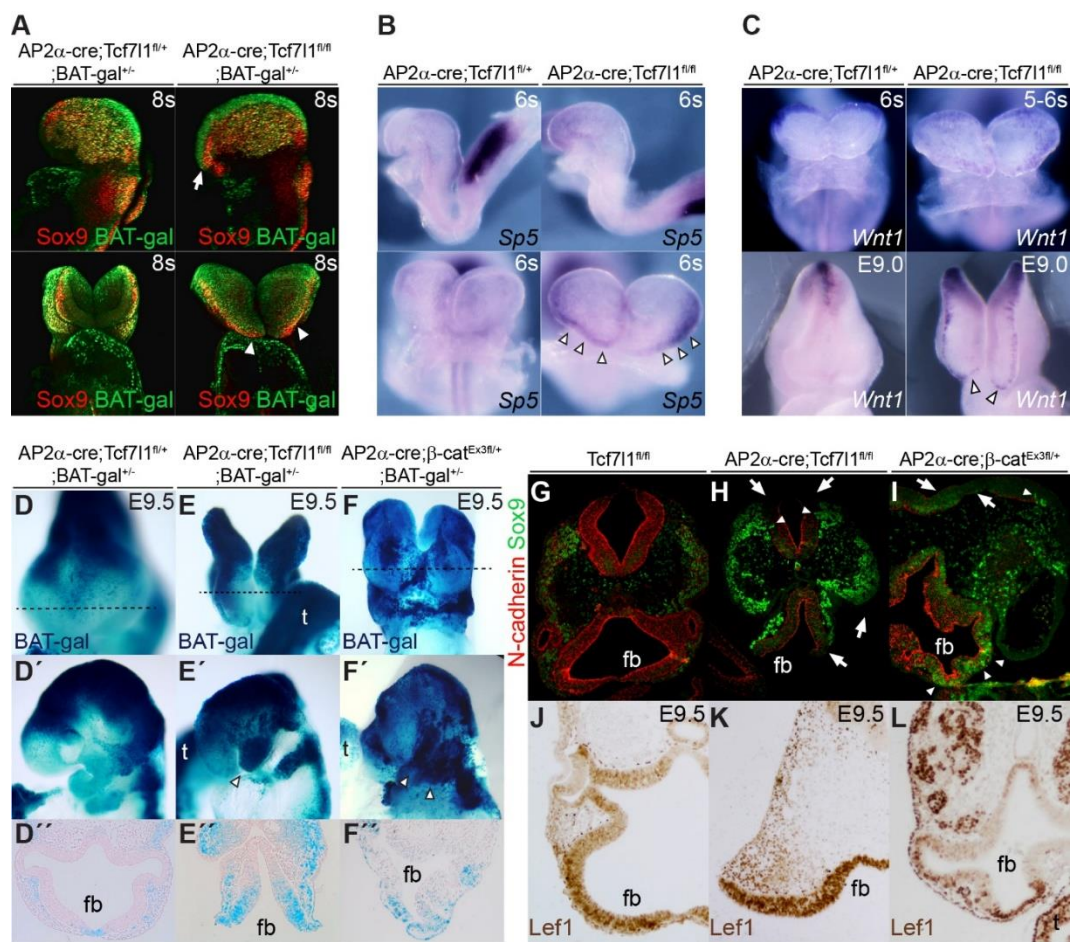 A
AP2α-cre;Tcf7l1fl/+
;BAT-gal+/-
AP2α-cre;Tcf7l1fl/fl
;BAT-gal+/-
8s
8s
Sox9 BAT-gal
Sox9 BAT-gal
8s
8s
Sox9 BAT-gal
Sox9 BAT-gal
B
AP2α-cre;Tcf7l1fl/+
AP2α-cre;Tcf7l1fl/fl
6s
6s
Sp5
Sp5
6s
6s
Sp5
Sp5
C
AP2α-cre;Tcf7l1fl/+
AP2α-cre;Tcf7l1fl/fl
6s
5-6s
Wnt1
Wnt1
E9.0
E9.0
Wnt1
Wnt1
AP2α-cre;Tcf7l1fl/+
;BAT-gal+/-
AP2α-cre;Tcf7l1fl/fl
;BAT-gal+/-
AP2α-cre;β-catEx3fl/+
;BAT-gal+/-
D
E9.5
BAT-gal
E
E9.5
t
BAT-gal
F
E9.5
BAT-gal
D´
E´
t
F´
t
D´´
fb
E´´
fb
F´´
fb
Tcf7l1fl/fl
AP2α-cre;Tcf7l1fl/fl
AP2α-cre;β-catEx3fl/+
N-cadherin Sox9
G
fb
H
fb
I
fb
J
E9.5
fb
Lef1
K
E9.5
fb
Lef1
L
E9.5
fb
Lef1
t